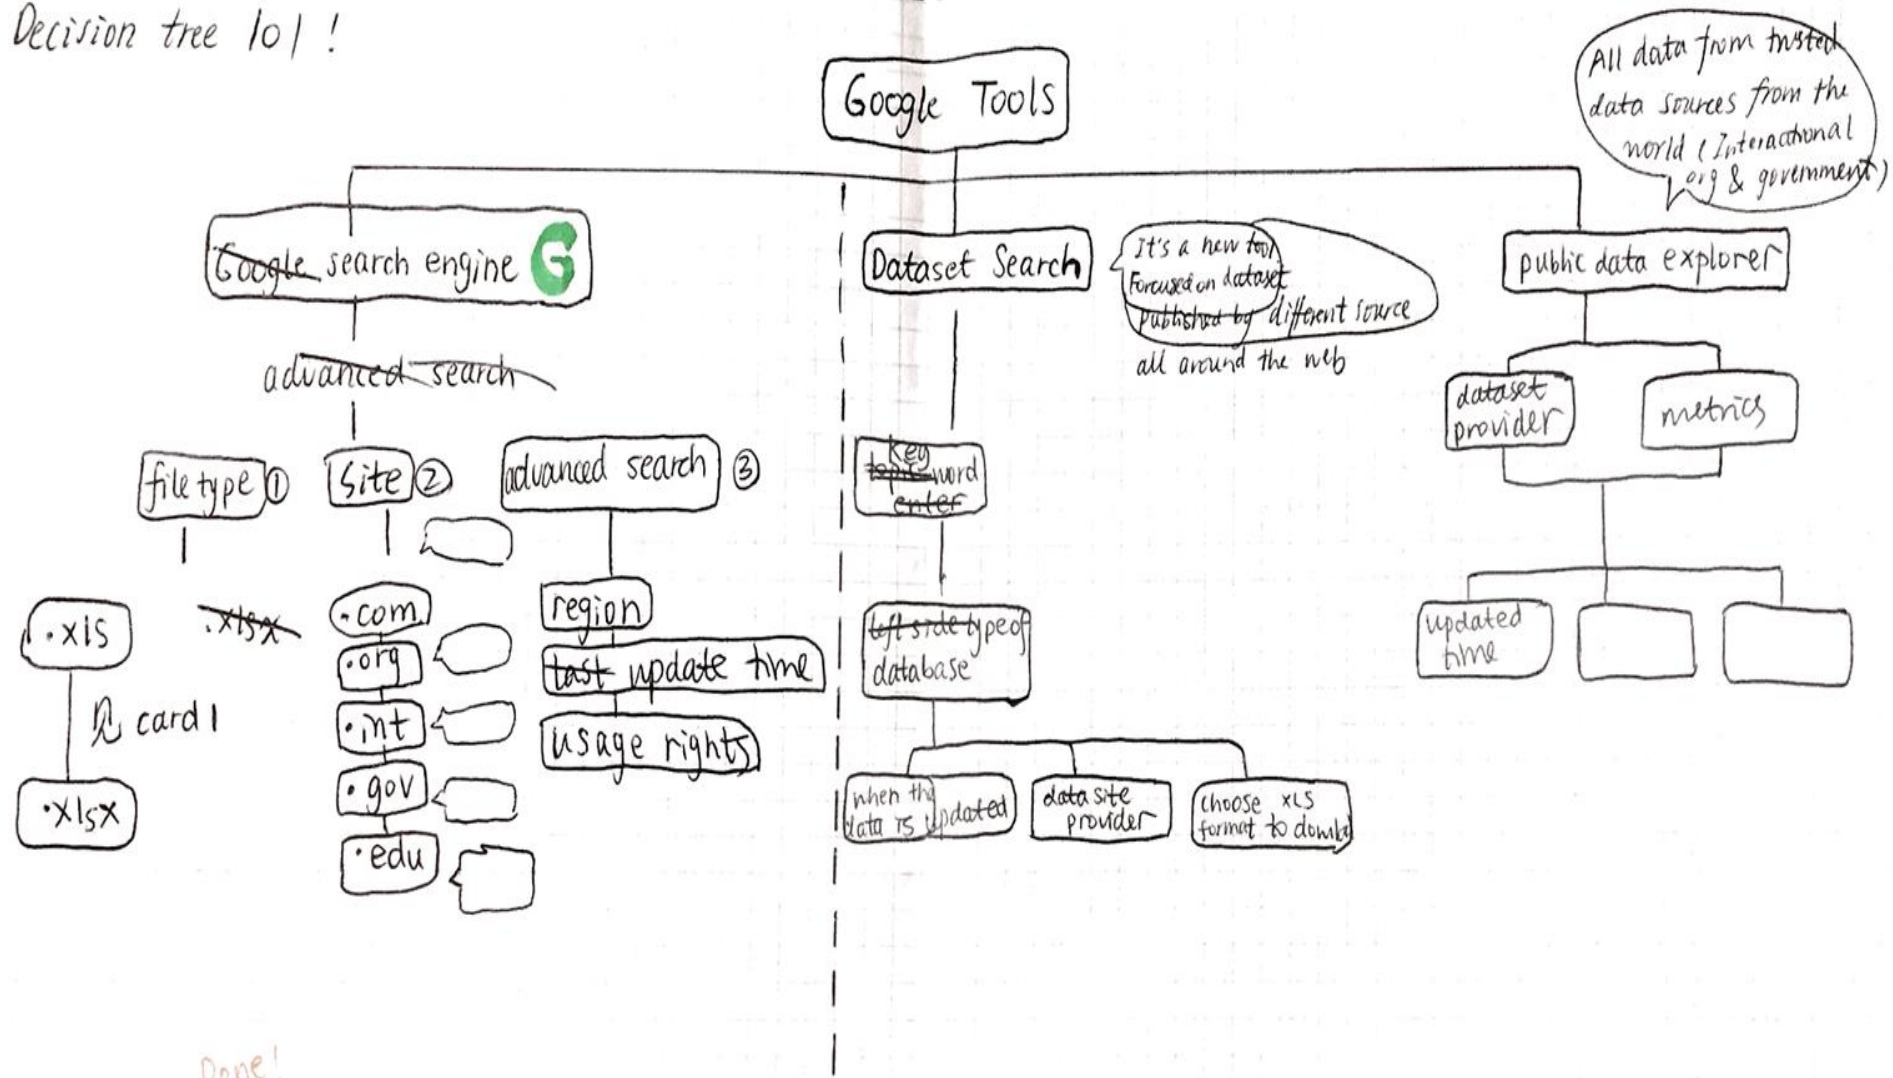 Decision tree 101 !
Google Tools
All data from trusted
data sources from the
world (Interactional
org & government)
Google search engine G
Dataset Search
It's a new tool
Forcused on dataset
published by different source
all around the web
public data explorer
advanced search
dataset
provider
metrics
file type ①
Site ②
advanced search ③
key
topic word
enter
.xls
.xlsx
card 1
.xlsx
.com
.org
.int
.gov
.edu
region
last update time
usage rights
left side type of
database
when the
data is updated
data site
provider
choose xls
format to
updated
time
Done!